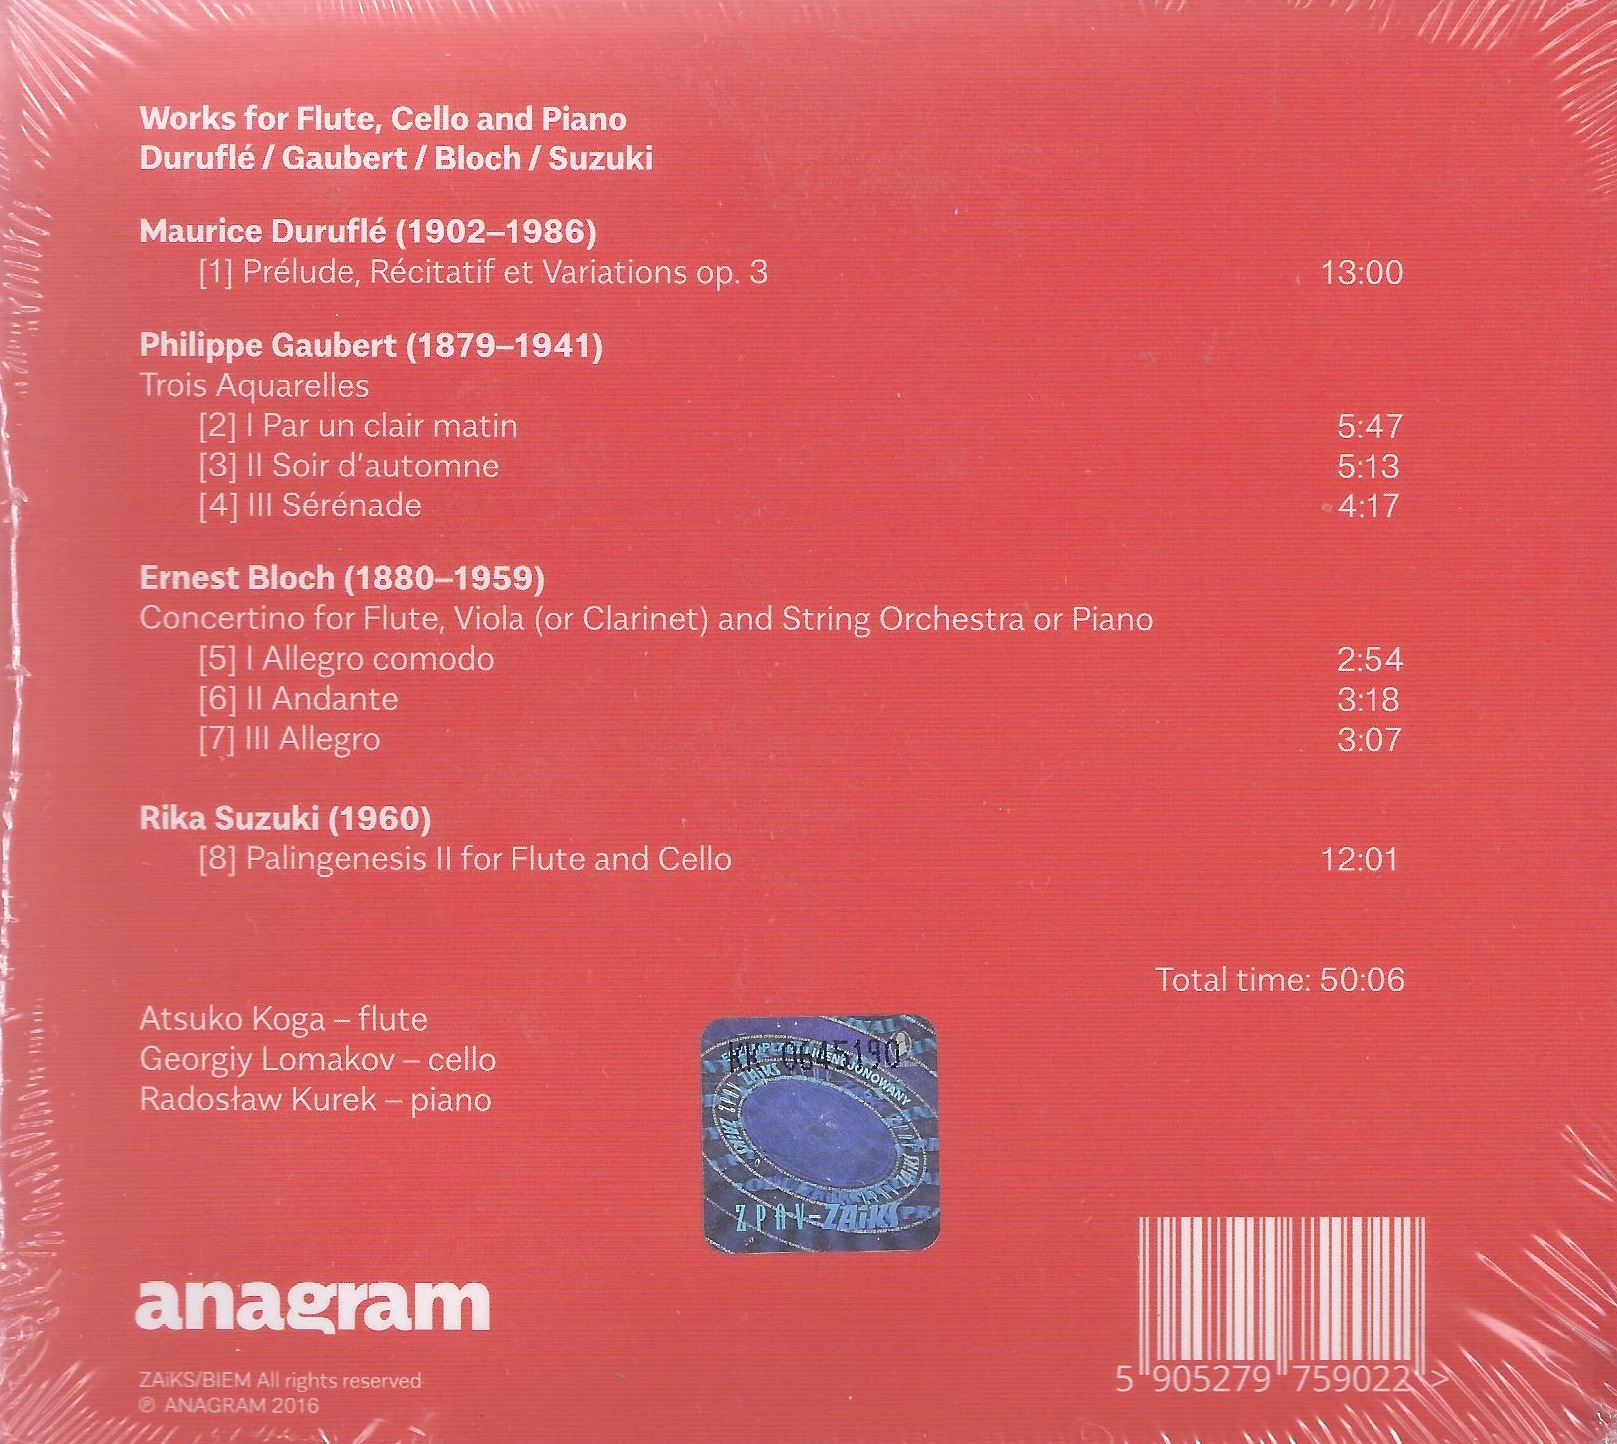 Works for Flute, Cello and Piano
Duruflé / Gaubert / Bloch / Suzuki
Maurice Duruflé (1902–1986)
[1] Prélude, Récitatif et Variations op. 3 13:00
Philippe Gaubert (1879–1941)
Trois Aquarelles
[2] I Par un clair matin 5:47
[3] II Soir d'automne 5:13
[4] III Sérénade 4:17
Ernest Bloch (1880–1959)
Concertino for Flute, Viola (or Clarinet) and String Orchestra or Piano
[5] I Allegro comodo 2:54
[6] II Andante 3:18
[7] III Allegro 3:07
Rika Suzuki (1960)
[8] Palingenesis II for Flute and Cello 12:01
Total time: 50:06
Atsuko Koga – flute
Georgiy Lomakov – cello
Radosław Kurek – piano
KK 0645190
ZPAV-ZAiKS
anagram
ZAiKS/BIEM All rights reserved
℗ ANAGRAM 2016
5 905279 759022 >